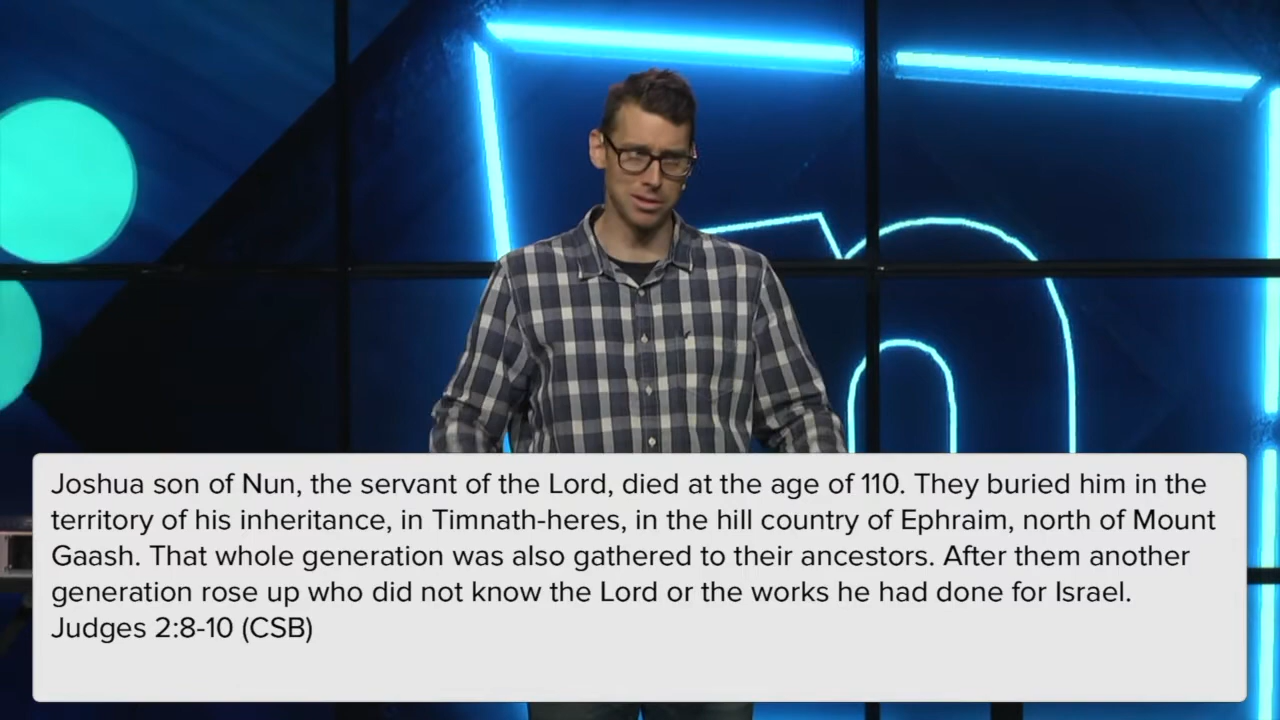 Joshua son of Nun, the servant of the Lord, died at the age of 110. They buried him in the
territory of his inheritance, in Timnath-heres, in the hill country of Ephraim, north of Mount
Gaash. That whole generation was also gathered to their ancestors. After them another
generation rose up who did not know the Lord or the works he had done for Israel.
Judges 2:8-10 (CSB)